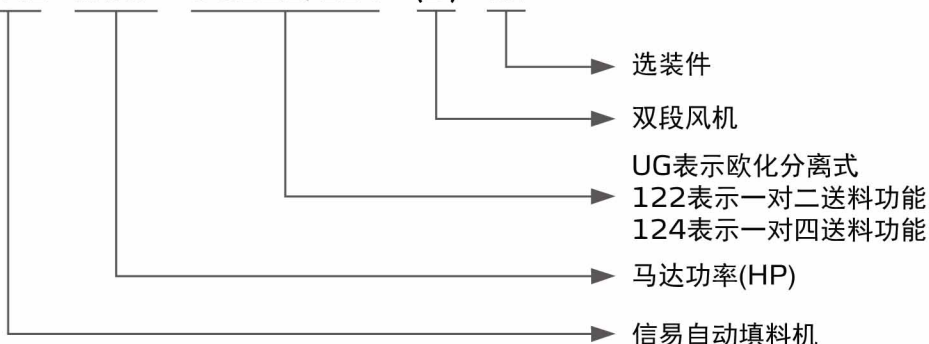 选装件
双段风机
UG表示欧化分离式
122表示一对二送料功能
124表示一对四送料功能
马达功率(HP)
信易自动填料机